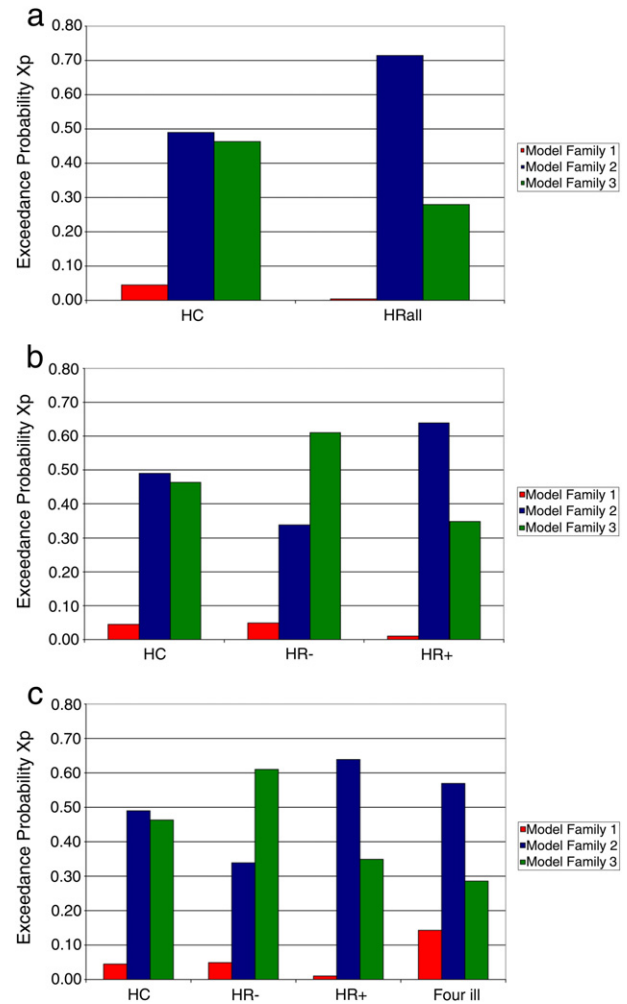 a
Exceedance Probability Xp
0.80
0.70
0.60
0.50
0.40
0.30
0.20
0.10
0.00
HC HRall
Model Family 1
Model Family 2
Model Family 3
b
Exceedance Probability Xp
0.80
0.70
0.60
0.50
0.40
0.30
0.20
0.10
0.00
HC HR- HR+
Model Family 1
Model Family 2
Model Family 3
c
Exceedance Probability Xp
0.80
0.70
0.60
0.50
0.40
0.30
0.20
0.10
0.00
HC HR- HR+ Four ill
Model Family 1
Model Family 2
Model Family 3